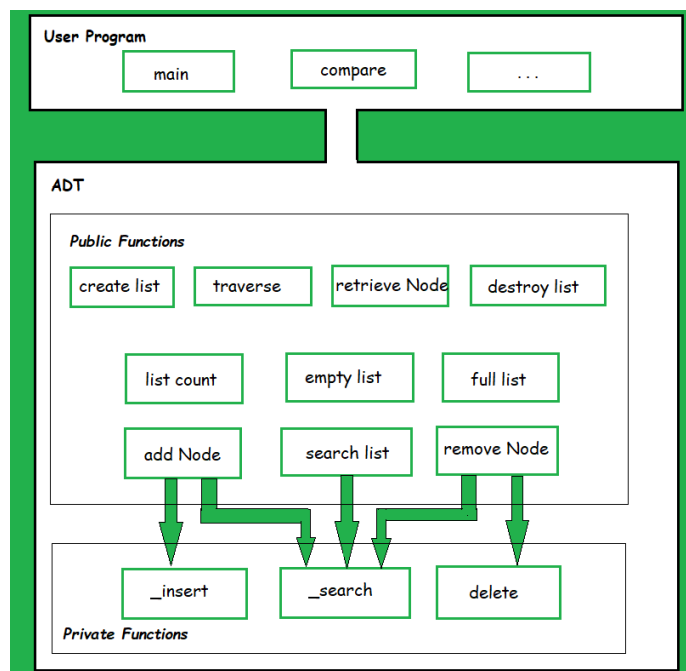 User Program
main
compare
. . .
ADT
Public Functions
create list
traverse
retrieve Node
destroy list
list count
empty list
full list
add Node
search list
remove Node
_insert
_search
delete
Private Functions